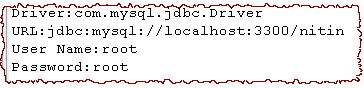 Driver:com.mysql.jdbc.Driver
URL:jdbc:mysql://localhost:3300/nitin
User Name:root
Password:root